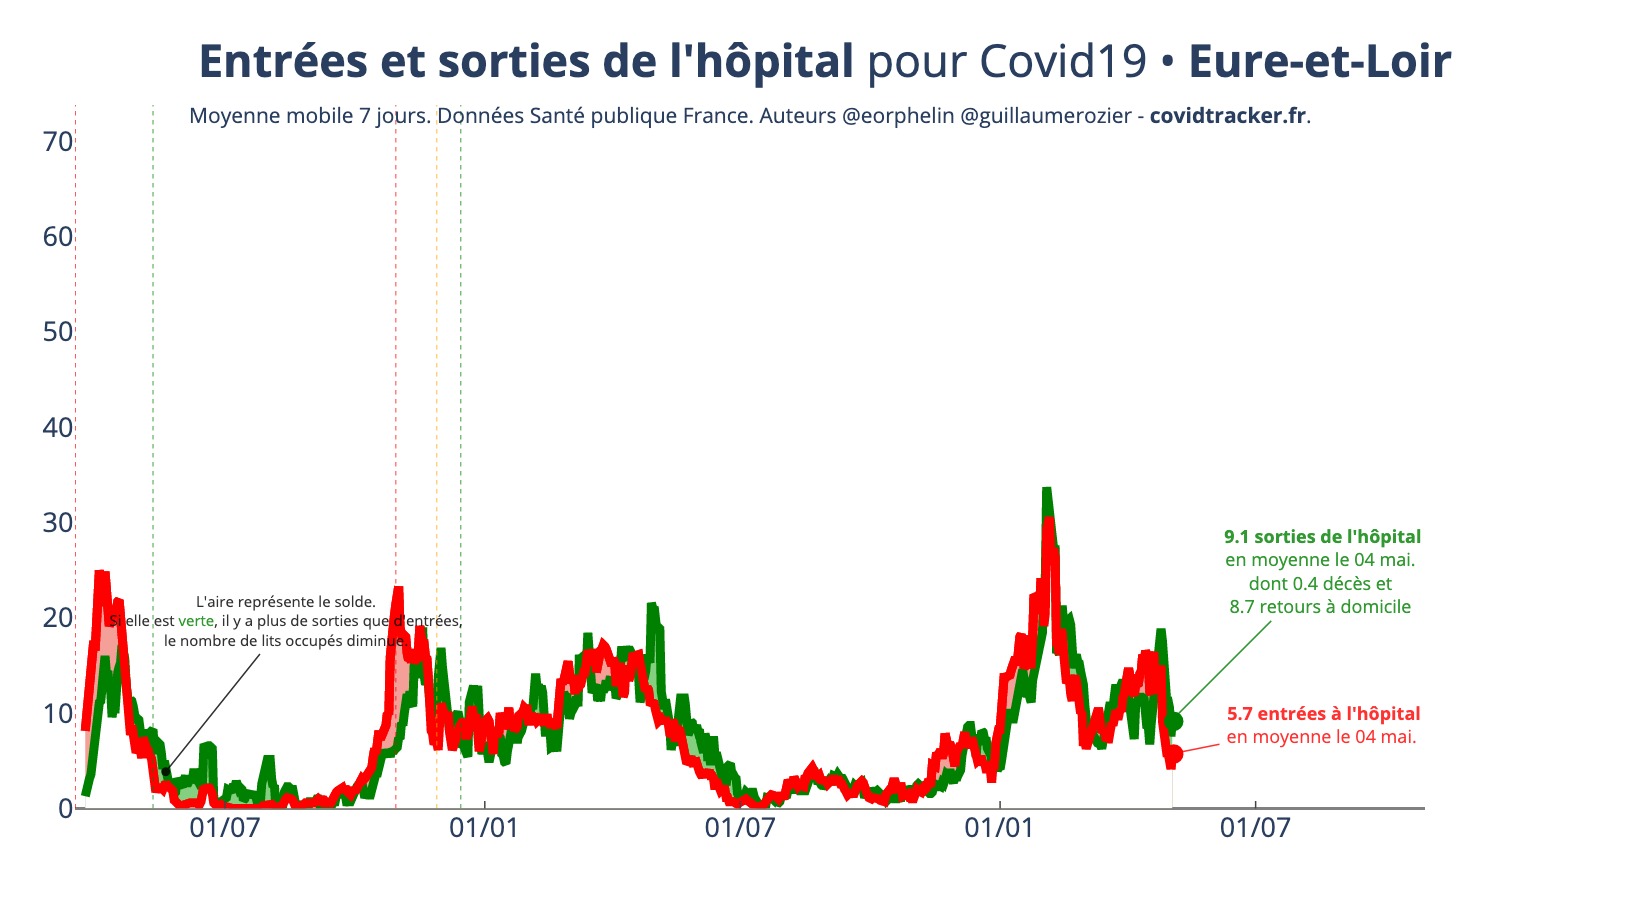 Entrées et sorties de l'hôpital pour Covid19 • Eure-et-Loir
Moyenne mobile 7 jours. Données Santé publique France. Auteurs @eorphelin @guillaumerozier - covidtracker.fr.
70
60
50
40
30
20
10
0
L'aire représente le solde.
Si elle est verte, il y a plus de sorties que d'entrées,
le nombre de lits occupés diminue.
9.1 sorties de l'hôpital
en moyenne le 04 mai.
dont 0.4 décès et
8.7 retours à domicile
5.7 entrées à l'hôpital
en moyenne le 04 mai.
01/07
01/01
01/07
01/01
01/07